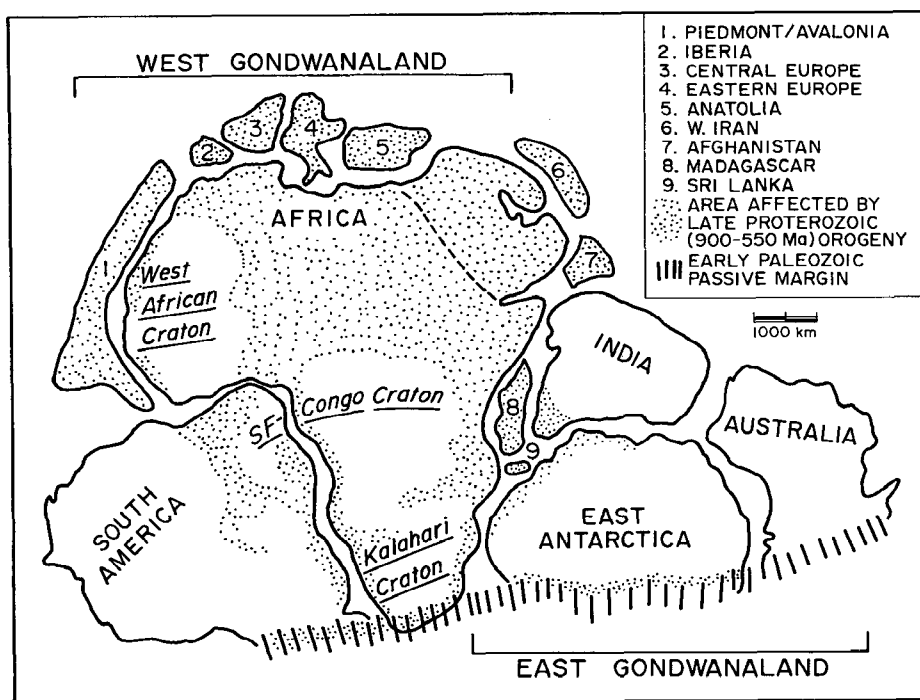 WEST GONDWANALAND
1. PIEDMONT/AVALONIA
2. IBERIA
3. CENTRAL EUROPE
4. EASTERN EUROPE
5. ANATOLIA
6. W. IRAN
7. AFGHANISTAN
8. MADAGASCAR
9. SRI LANKA
AREA AFFECTED BY
LATE PROTEROZOIC
(900-550 Ma) OROGENY
EARLY PALEOZOIC
PASSIVE MARGIN
1000 km
1
2
3
4
5
6
7
AFRICA
West
African
Craton
INDIA
8
9
AUSTRALIA
SF-
Congo Craton
SOUTH
AMERICA
EAST
ANTARCTICA
Kalahari
Craton
EAST GONDWANALAND